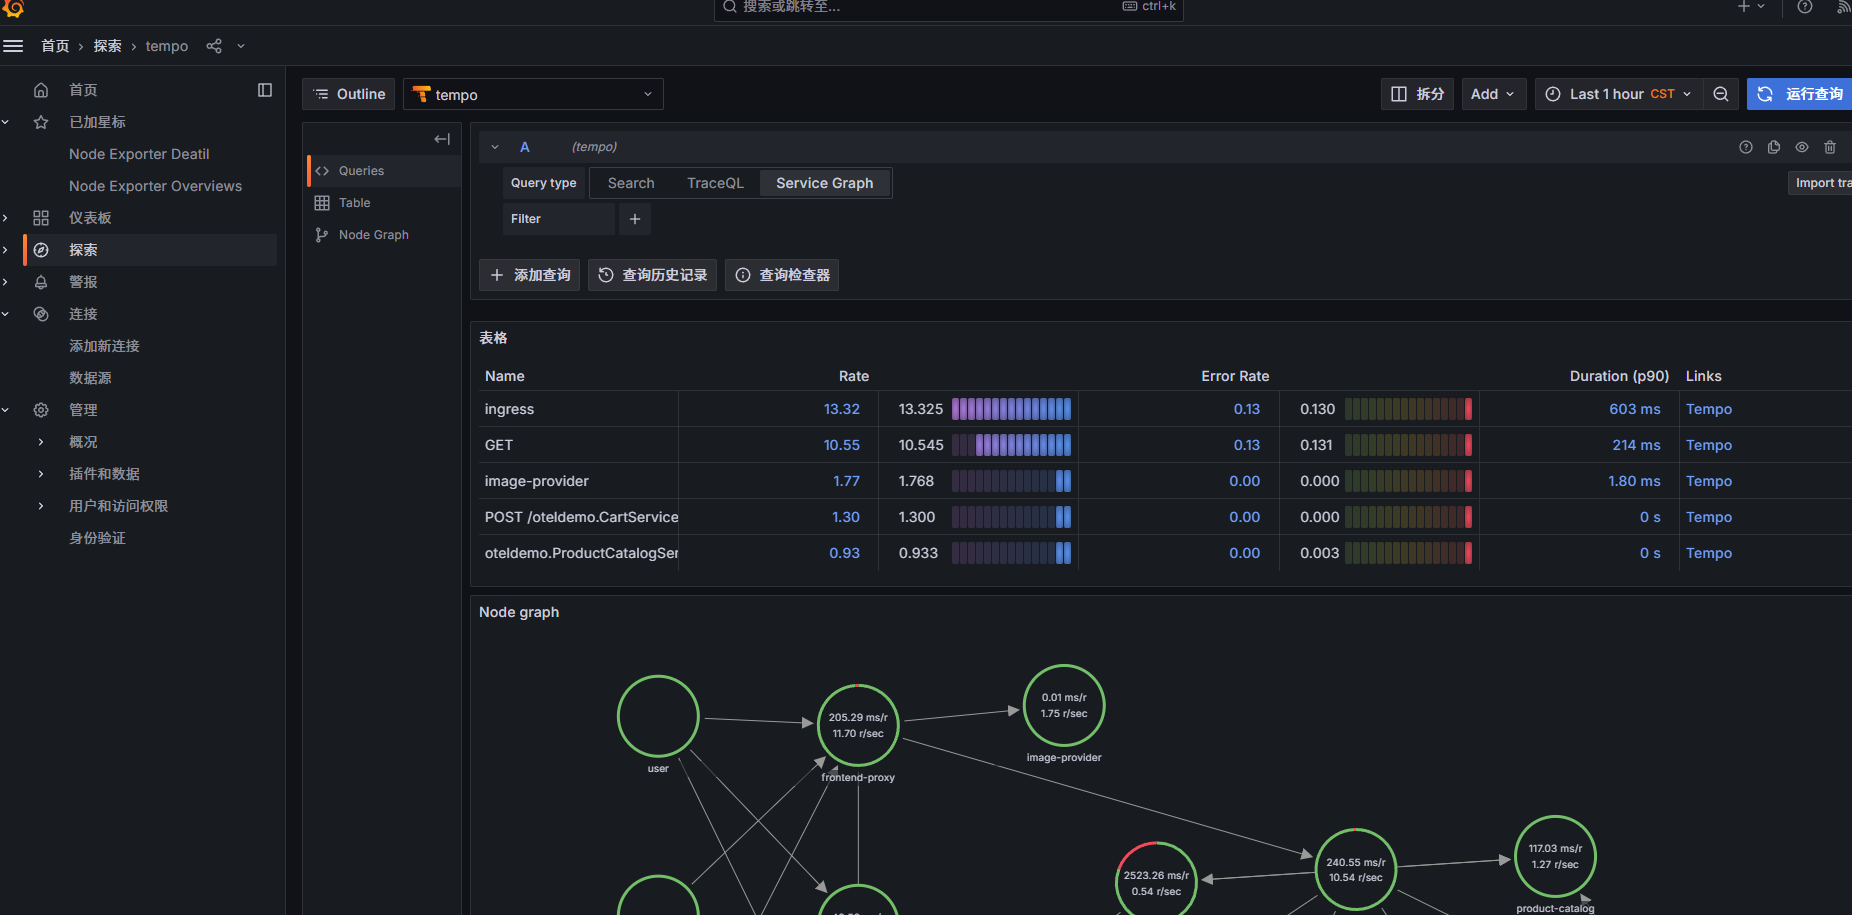 搜索或跳转至...
ctrl+k
首页 › 探索 › tempo
首页
已加星标
Node Exporter Deatil
Node Exporter Overviews
仪表板
探索
警报
连接
添加新连接
数据源
管理
概况
插件和数据
用户和访问权限
身份验证
Outline
tempo
拆分
Add
Last 1 hour CST
运行查询
Queries
Table
Node Graph
A (tempo)
Query type Search TraceQL Service Graph
Import tra
Filter
添加查询 查询历史记录 查询检查器
表格
Name Rate Error Rate Duration (p90) Links
ingress 13.32 13.325 0.13 0.130 603 ms Tempo
GET 10.55 10.545 0.13 0.131 214 ms Tempo
image-provider 1.77 1.768 0.00 0.000 1.80 ms Tempo
POST /oteldemo.CartService 1.30 1.300 0.00 0.000 0 s Tempo
oteldemo.ProductCatalogSer 0.93 0.933 0.00 0.003 0 s Tempo
Node graph
user
205.29 ms/r
11.70 r/sec
frontend-proxy
0.01 ms/r
1.75 r/sec
image-provider
2523.26 ms/r
0.54 r/sec
240.55 ms/r
10.54 r/sec
117.03 ms/r
1.27 r/sec
product-catalog